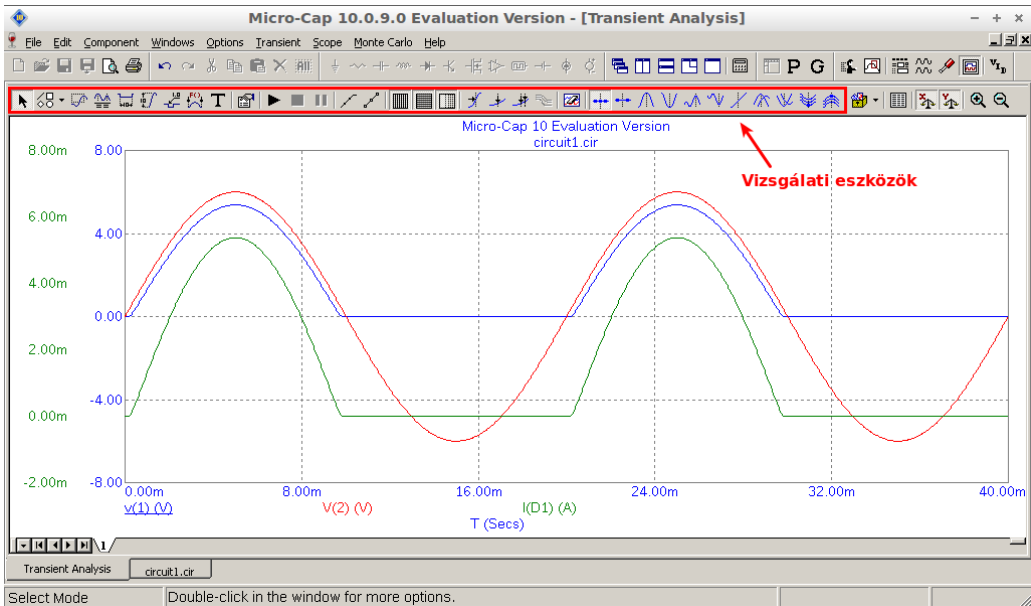 Micro-Cap 10.0.9.0 Evaluation Version - [Transient Analysis]
File Edit Component Windows Options Transient Scope Monte Carlo Help
P G
T
Micro-Cap 10 Evaluation Version
circuit1.cir
Vizsgálati eszközök
8.00m 8.00
6.00m
4.00
4.00m
0.00
2.00m
-4.00
0.00m
-2.00m -8.00
0.00m 8.00m 16.00m 24.00m 32.00m 40.00m
v(1) (V) V(2) (V) I(D1) (A)
T (Secs)
1
Transient Analysis circuit1.cir
Select Mode Double-click in the window for more options.